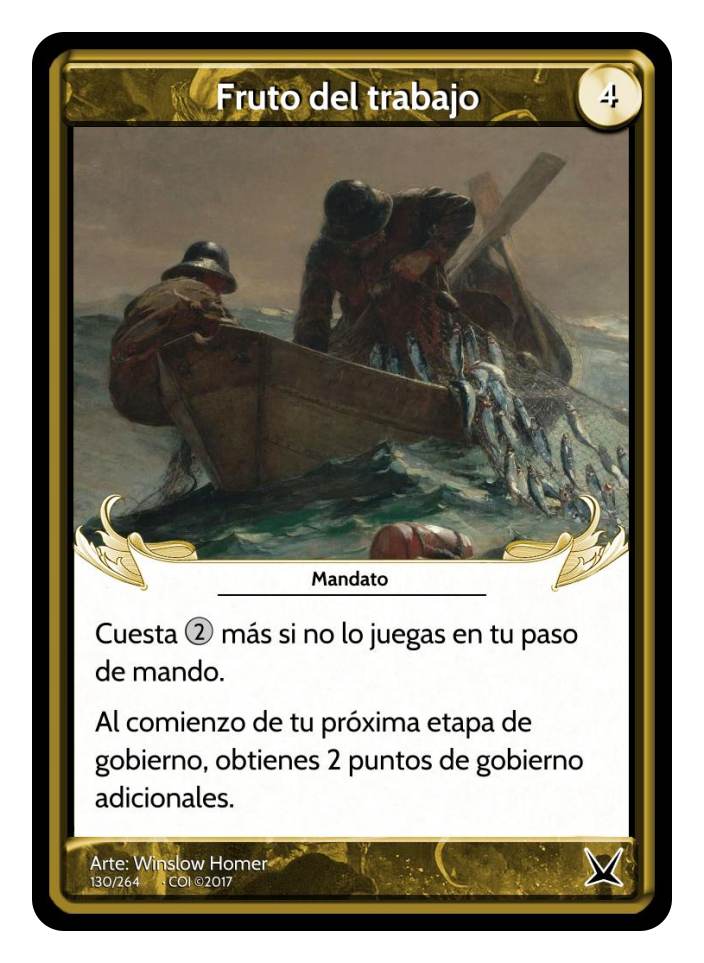 Fruto del trabajo
4
Mandato
Cuesta 2 más si no lo juegas en tu paso
de mando.
Al comienzo de tu próxima etapa de
gobierno, obtienes 2 puntos de gobierno
adicionales.
Arte: Winslow Homer
130/264 · COI ©2017